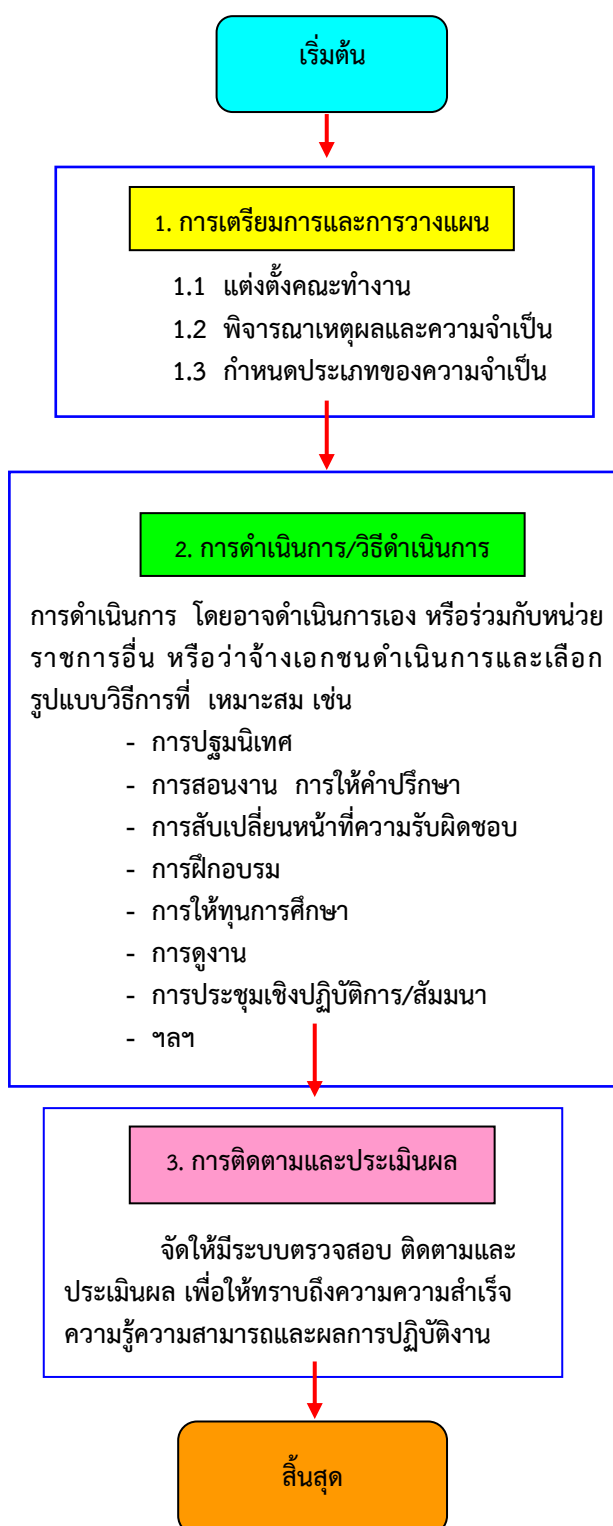 เริ่มต้น
1. การเตรียมการและการวางแผน
1.1 แต่งตั้งคณะทำงาน
1.2 พิจารณาเหตุผลและความจำเป็น
1.3 กำหนดประเภทของความจำเป็น
2. การดำเนินการ/วิธีดำเนินการ
การดำเนินการ โดยอาจดำเนินการเอง หรือร่วมกับหน่วย
ราชการอื่น หรือว่าจ้างเอกชนดำเนินการและเลือก
รูปแบบวิธีการที่ เหมาะสม เช่น
- การปฐมนิเทศ
- การสอนงาน การให้คำปรึกษา
- การสับเปลี่ยนหน้าที่ความรับผิดชอบ
- การฝึกอบรม
- การให้ทุนการศึกษา
- การดูงาน
- การประชุมเชิงปฏิบัติการ/สัมมนา
- ฯลฯ
3. การติดตามและประเมินผล
จัดให้มีระบบตรวจสอบ ติดตามและ
ประเมินผล เพื่อให้ทราบถึงความความสำเร็จ
ความรู้ความสามารถและผลการปฏิบัติงาน
สิ้นสุด